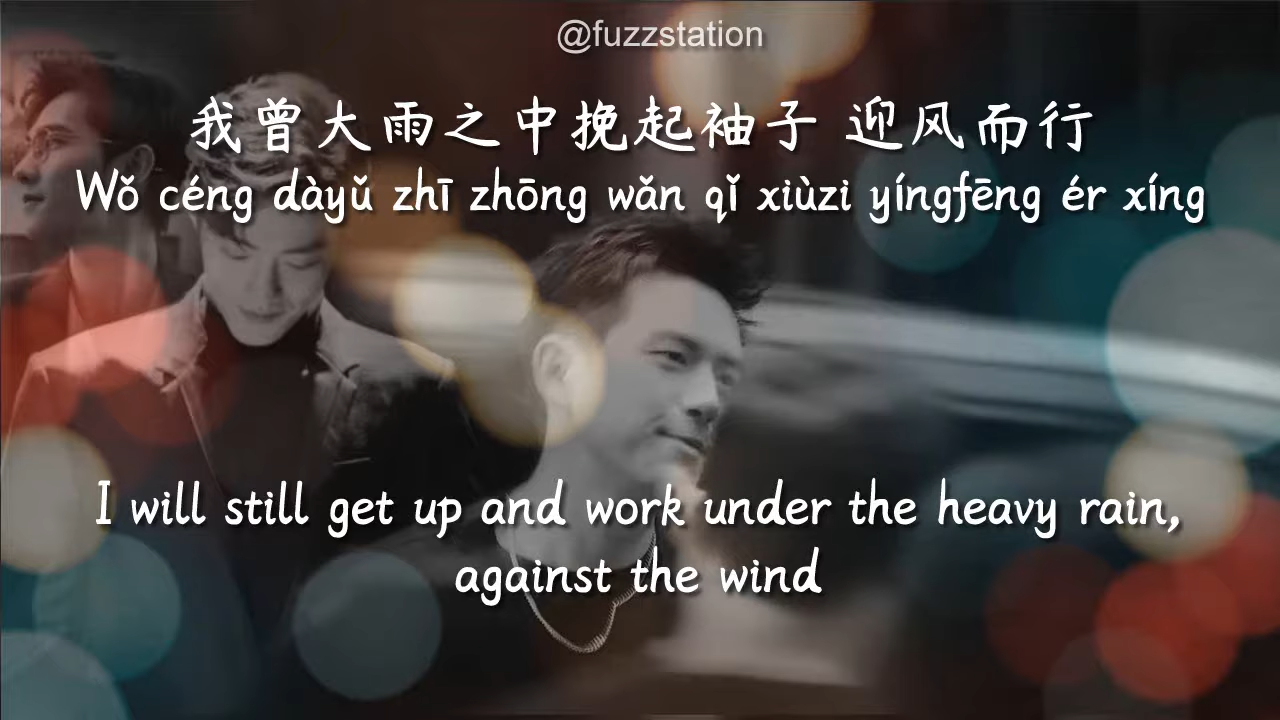 @fuzzstation
我曾大雨之中挽起袖子 迎风而行
Wǒ céng dàyǔ zhī zhōng wǎn qǐ xiùzi yíngfēng ér xíng
I will still get up and work under the heavy rain,
against the wind